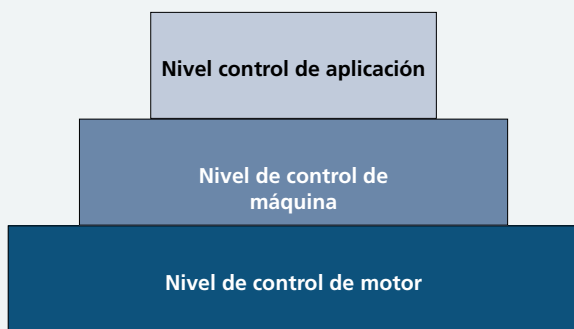 Nivel control de aplicación
Nivel de control de
máquina
Nivel de control de motor